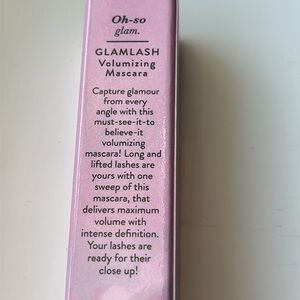 Oh-so
glam.
GLAMLASH
Volumizing
Mascara
Capture glamour
from every
angle with this
must-see-it-to
believe-it
volumizing
mascara! Long and
lifted lashes are
yours with one
sweep of this
mascara, that
delivers maximum
volume with
intense definition.
Your lashes are
ready for their
close up!